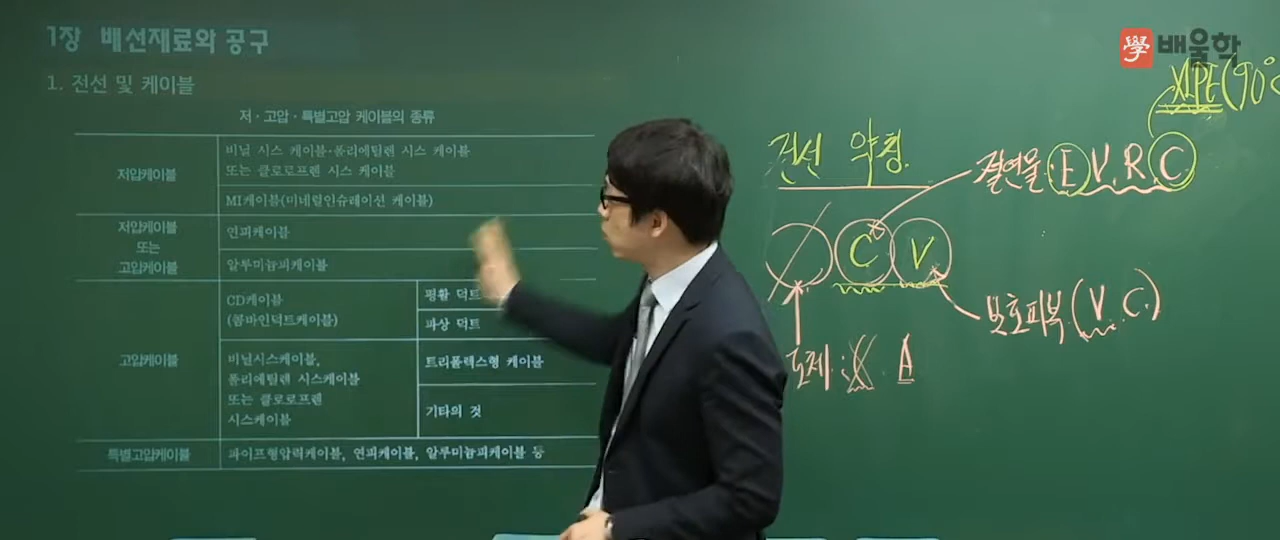 1장 배선재료와 공구
1. 전선 및 케이블
저·고압·특별고압 케이블의 종류
저압케이블
비닐 시스 케이블·폴리에틸렌 시스 케이블
또는 클로로프렌 시스 케이블
MI케이블(미네럴인슈레이션 케이블)
저압케이블
또는
고압케이블
연피케이블
알루미늄피케이블
고압케이블
CD케이블
(콤바인덕트케이블)
평활 덕트
파상 덕트
비닐시스케이블,
폴리에틸렌 시스케이블
또는 클로로프렌
시스케이블
트리폴렉스형 케이블
기타의 것
특별고압케이블
파이프형압력케이블, 연피케이블, 알루미늄피케이블 등
學 배울학
XLPE(90°
전선 약칭
절연물 E V. R. C
C V
보호피복 (V. C.)
도체: A